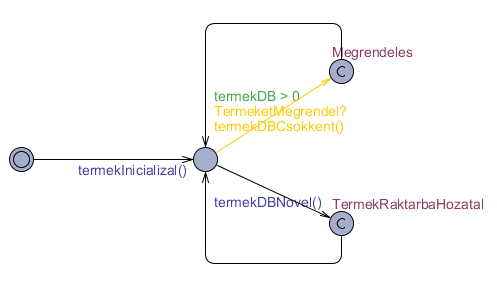 Megrendeles
termekDB > 0
TermeketMegrendel?
termekDBCsokkent()
termekInicializal()
termekDBNovel()
TermekRaktarbaHozatal
C
C